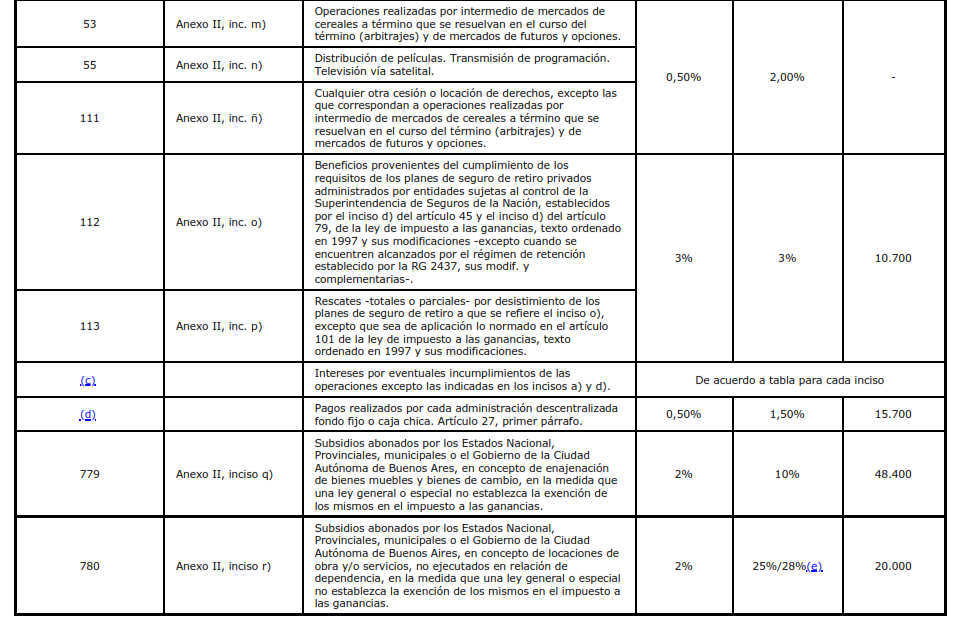 53
Anexo II, inc. m)
Operaciones realizadas por intermedio de mercados de
cereales a término que se resuelvan en el curso del
término (arbitrajes) y de mercados de futuros y opciones.
0,50%
2,00%
-
55
Anexo II, inc. n)
Distribución de películas. Transmisión de programación.
Televisión vía satelital.
111
Anexo II, inc. ñ)
Cualquier otra cesión o locación de derechos, excepto las
que correspondan a operaciones realizadas por
intermedio de mercados de cereales a término que se
resuelvan en el curso del término (arbitrajes) y de
mercados de futuros y opciones.
112
Anexo II, inc. o)
Beneficios provenientes del cumplimiento de los
requisitos de los planes de seguro de retiro privados
administrados por entidades sujetas al control de la
Superintendencia de Seguros de la Nación, establecidos
por el inciso d) del artículo 45 y el inciso d) del artículo
79, de la ley de impuesto a las ganancias, texto ordenado
en 1997 y sus modificaciones -excepto cuando se
encuentren alcanzados por el régimen de retención
establecido por la RG 2437, sus modif. y
complementarias-.
3%
3%
10.700
113
Anexo II, inc. p)
Rescates -totales o parciales- por desistimiento de los
planes de seguro de retiro a que se refiere el inciso o),
excepto que sea de aplicación lo normado en el artículo
101 de la ley de impuesto a las ganancias, texto
ordenado en 1997 y sus modificaciones.
(c)
Intereses por eventuales incumplimientos de las
operaciones excepto las indicadas en los incisos a) y d).
De acuerdo a tabla para cada inciso
(d)
Pagos realizados por cada administración descentralizada
fondo fijo o caja chica. Artículo 27, primer párrafo.
0,50%
1,50%
15.700
779
Anexo II, inciso q)
Subsidios abonados por los Estados Nacional,
Provinciales, municipales o el Gobierno de la Ciudad
Autónoma de Buenos Ares, en concepto de enajenación
de bienes muebles y bienes de cambio, en la medida que
una ley general o especial no establezca la exención de
los mismos en el impuesto a las ganancias.
2%
10%
48.400
780
Anexo II, inciso r)
Subsidios abonados por los Estados Nacional,
Provinciales, municipales o el Gobierno de la Ciudad
Autónoma de Buenos Aires, en concepto de locaciones de
obra y/o servicios, no ejecutados en relación de
dependencia, en la medida que una ley general o especial
no establezca la exención de los mismos en el impuesto a
las ganancias.
2%
25%/28%(e)
20.000